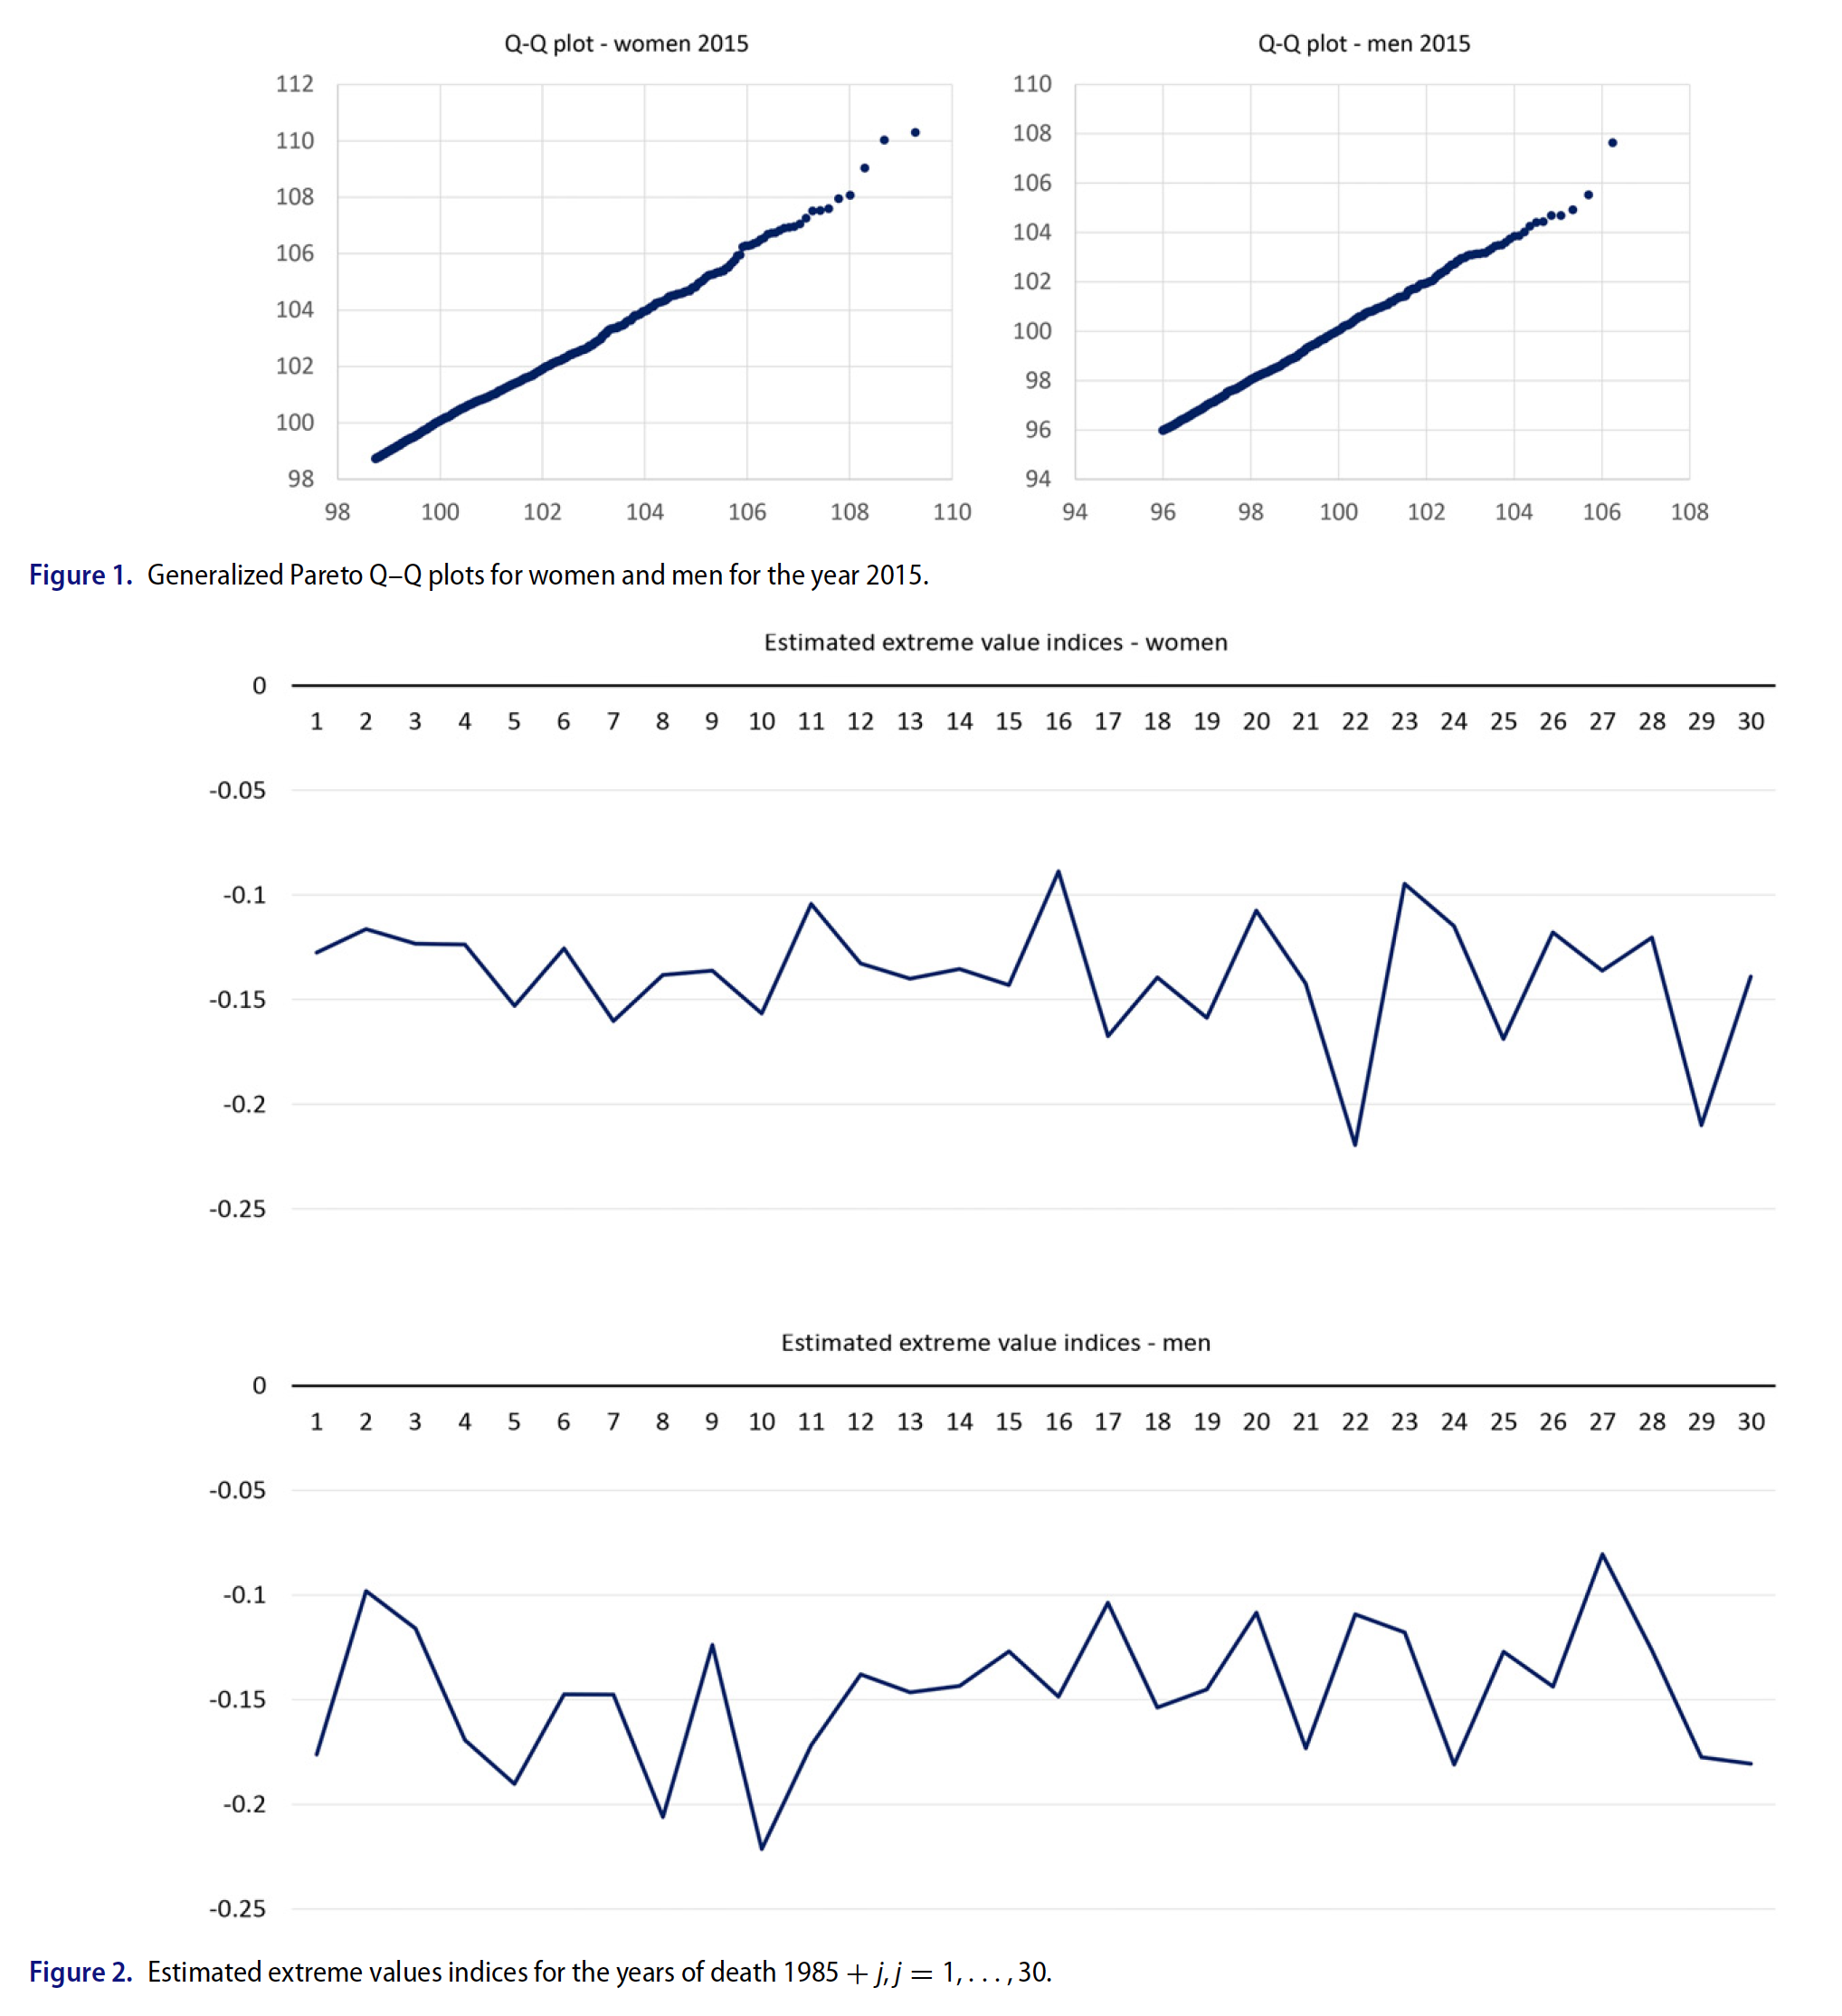 Q-Q plot - women 2015
112
110
108
106
104
102
100
98
98 100 102 104 106 108 110
Q-Q plot - men 2015
110
108
106
104
102
100
98
96
94
94 96 98 100 102 104 106 108
Figure 1. Generalized Pareto Q–Q plots for women and men for the year 2015.
Estimated extreme value indices - women
0
1 2 3 4 5 6 7 8 9 10 11 12 13 14 15 16 17 18 19 20 21 22 23 24 25 26 27 28 29 30
-0.05
-0.1
-0.15
-0.2
-0.25
Estimated extreme value indices - men
0
1 2 3 4 5 6 7 8 9 10 11 12 13 14 15 16 17 18 19 20 21 22 23 24 25 26 27 28 29 30
-0.05
-0.1
-0.15
-0.2
-0.25
Figure 2. Estimated extreme values indices for the years of death 1985 + j, j = 1, . . . , 30.